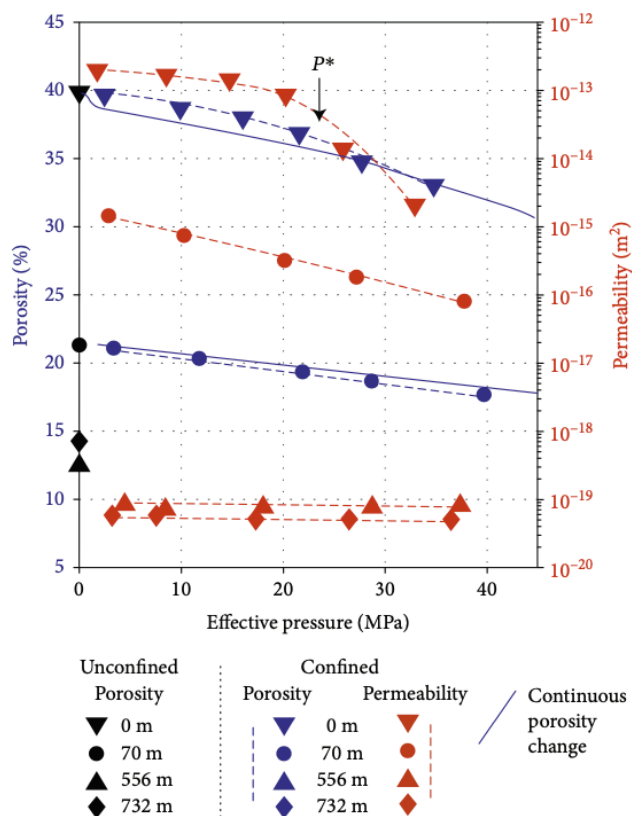 45
40
35
30
25
20
15
10
5
Porosity (%)
P*
10⁻¹²
10⁻¹³
10⁻¹⁴
10⁻¹⁵
10⁻¹⁶
10⁻¹⁷
10⁻¹⁸
10⁻¹⁹
10⁻²⁰
Permeability (m²)
0 10 20 30 40
Effective pressure (MPa)
Unconfined Confined
Porosity Porosity Permeability
0 m 0 m
70 m 70 m
556 m 556 m
732 m 732 m
Continuous
porosity
change